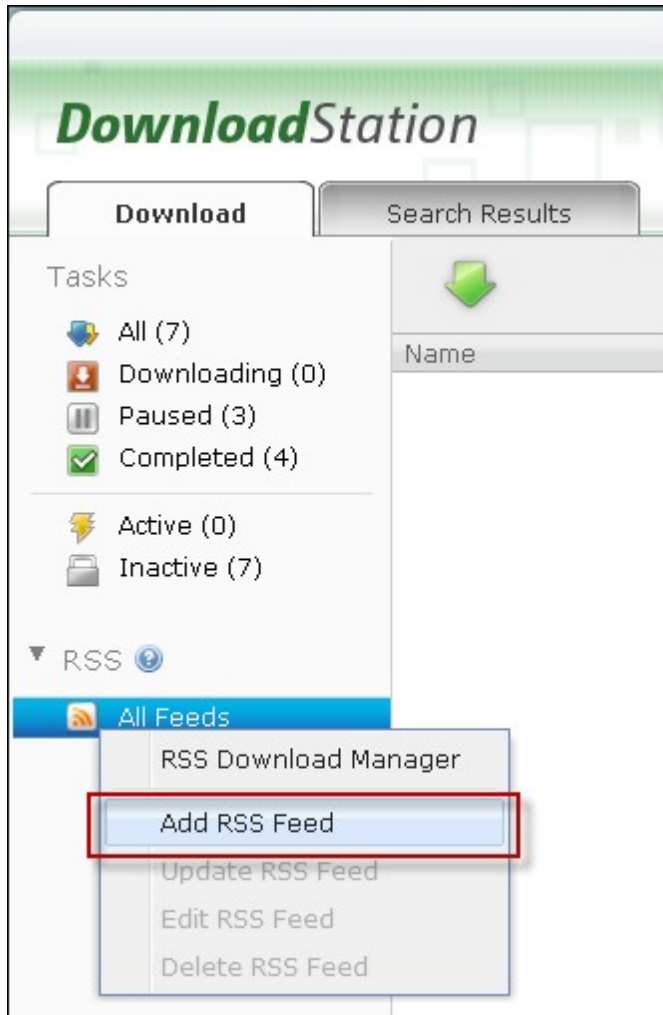 DownloadStation
Download Search Results
Tasks
All (7)
Name
Downloading (0)
Paused (3)
Completed (4)
Active (0)
Inactive (7)
RSS
All Feeds
RSS Download Manager
Add RSS Feed
Update RSS Feed
Edit RSS Feed
Delete RSS Feed